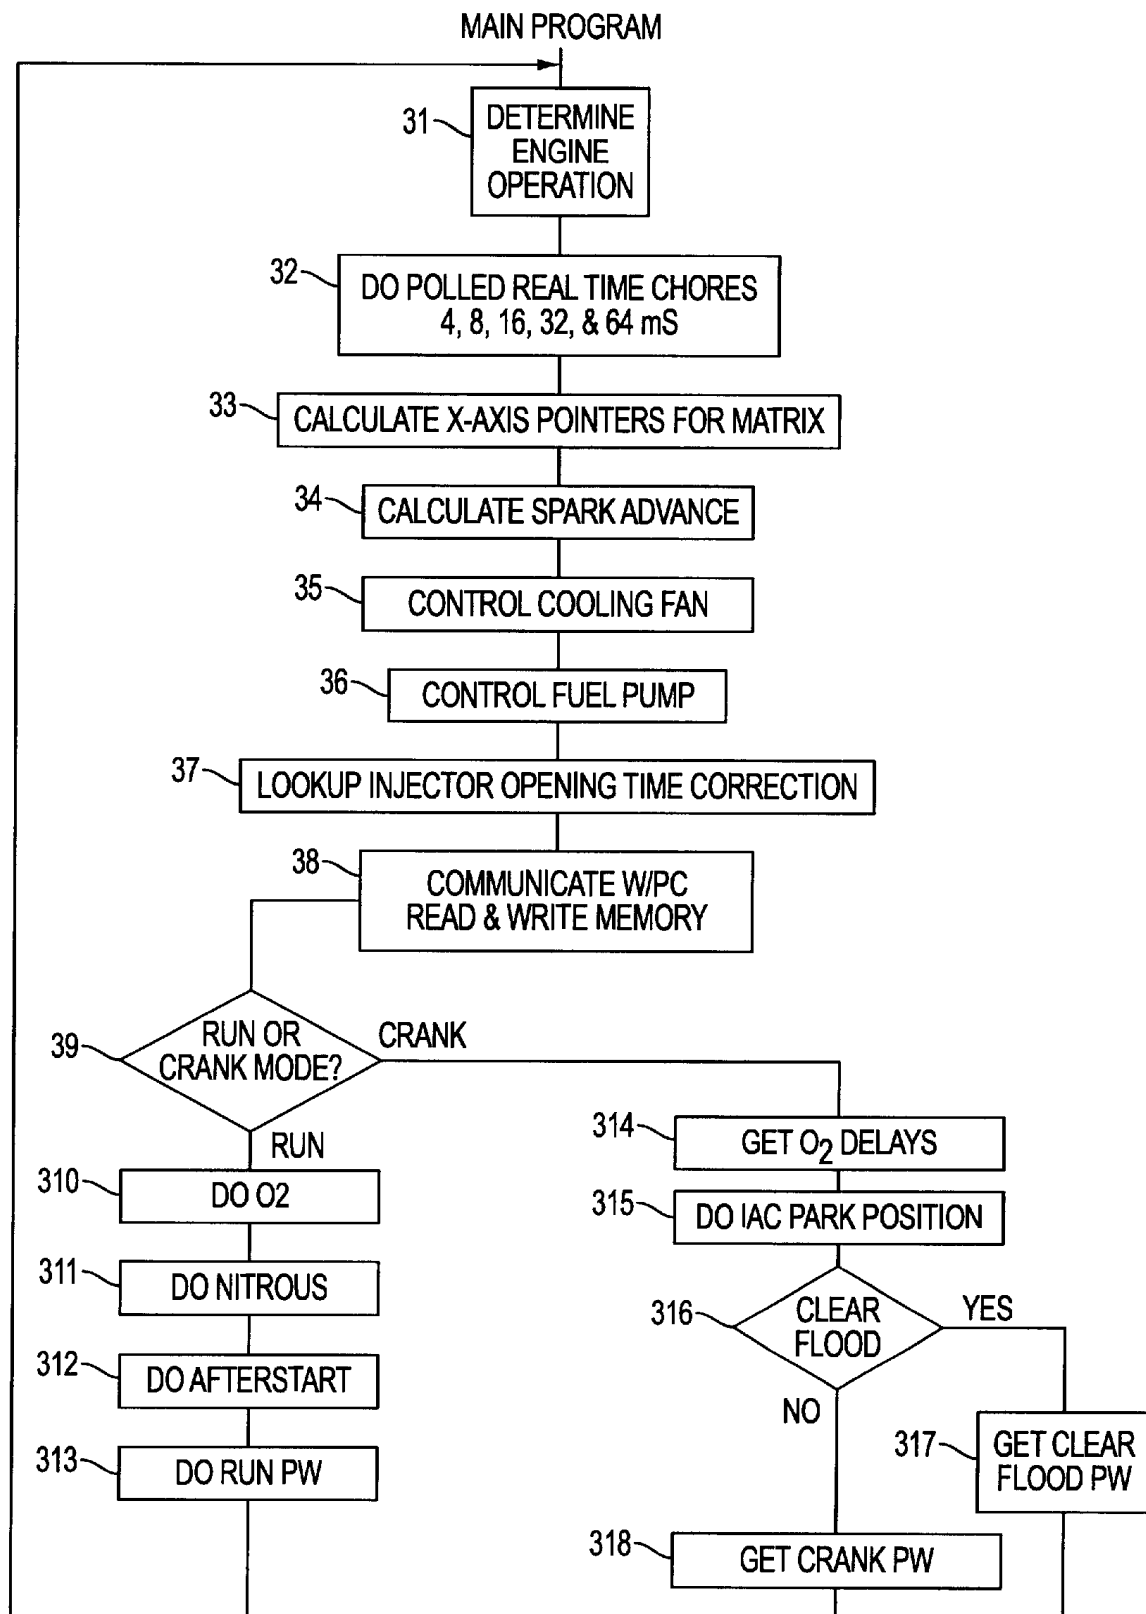 MAIN PROGRAM
31
DETERMINE
ENGINE
OPERATION
32
DO POLLED REAL TIME CHORES
4, 8, 16, 32, & 64 mS
33
CALCULATE X-AXIS POINTERS FOR MATRIX
34
CALCULATE SPARK ADVANCE
35
CONTROL COOLING FAN
36
CONTROL FUEL PUMP
37
LOOKUP INJECTOR OPENING TIME CORRECTION
38
COMMUNICATE W/PC
READ & WRITE MEMORY
39
RUN OR
CRANK MODE?
CRANK
RUN
310
DO O2
311
DO NITROUS
312
DO AFTERSTART
313
DO RUN PW
314
GET O₂ DELAYS
315
DO IAC PARK POSITION
316
CLEAR
FLOOD
YES
NO
317
GET CLEAR
FLOOD PW
318
GET CRANK PW